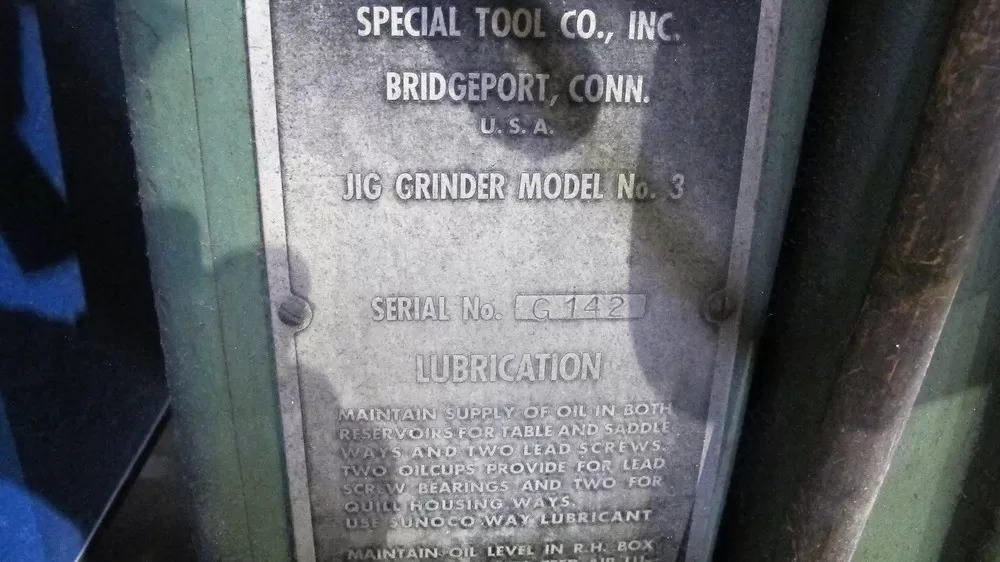 SPECIAL TOOL CO., INC.
BRIDGEPORT, CONN.
U. S. A.
JIG GRINDER MODEL No. 3
SERIAL No. G 142
LUBRICATION
MAINTAIN SUPPLY OF OIL IN BOTH
RESERVOIRS FOR TABLE AND SADDLE
WAYS AND TWO LEAD SCREWS.
TWO OILCUPS PROVIDE FOR LEAD
SCREW BEARINGS AND TWO FOR
QUILL HOUSING WAYS.
USE SUNOCO WAY LUBRICANT
MAINTAIN OIL LEVEL IN R.H. BOX